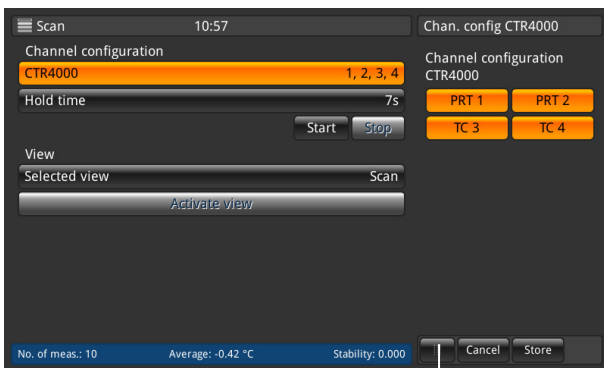 Scan 10:57
Channel configuration
CTR4000 1, 2, 3, 4
Hold time 7s
Start Stop
View
Selected view Scan
Activate view
No. of meas.: 10 Average: -0.42 °C Stability: 0.000
Chan. config CTR4000
Channel configuration
CTR4000
PRT 1 PRT 2
TC 3 TC 4
Cancel Store